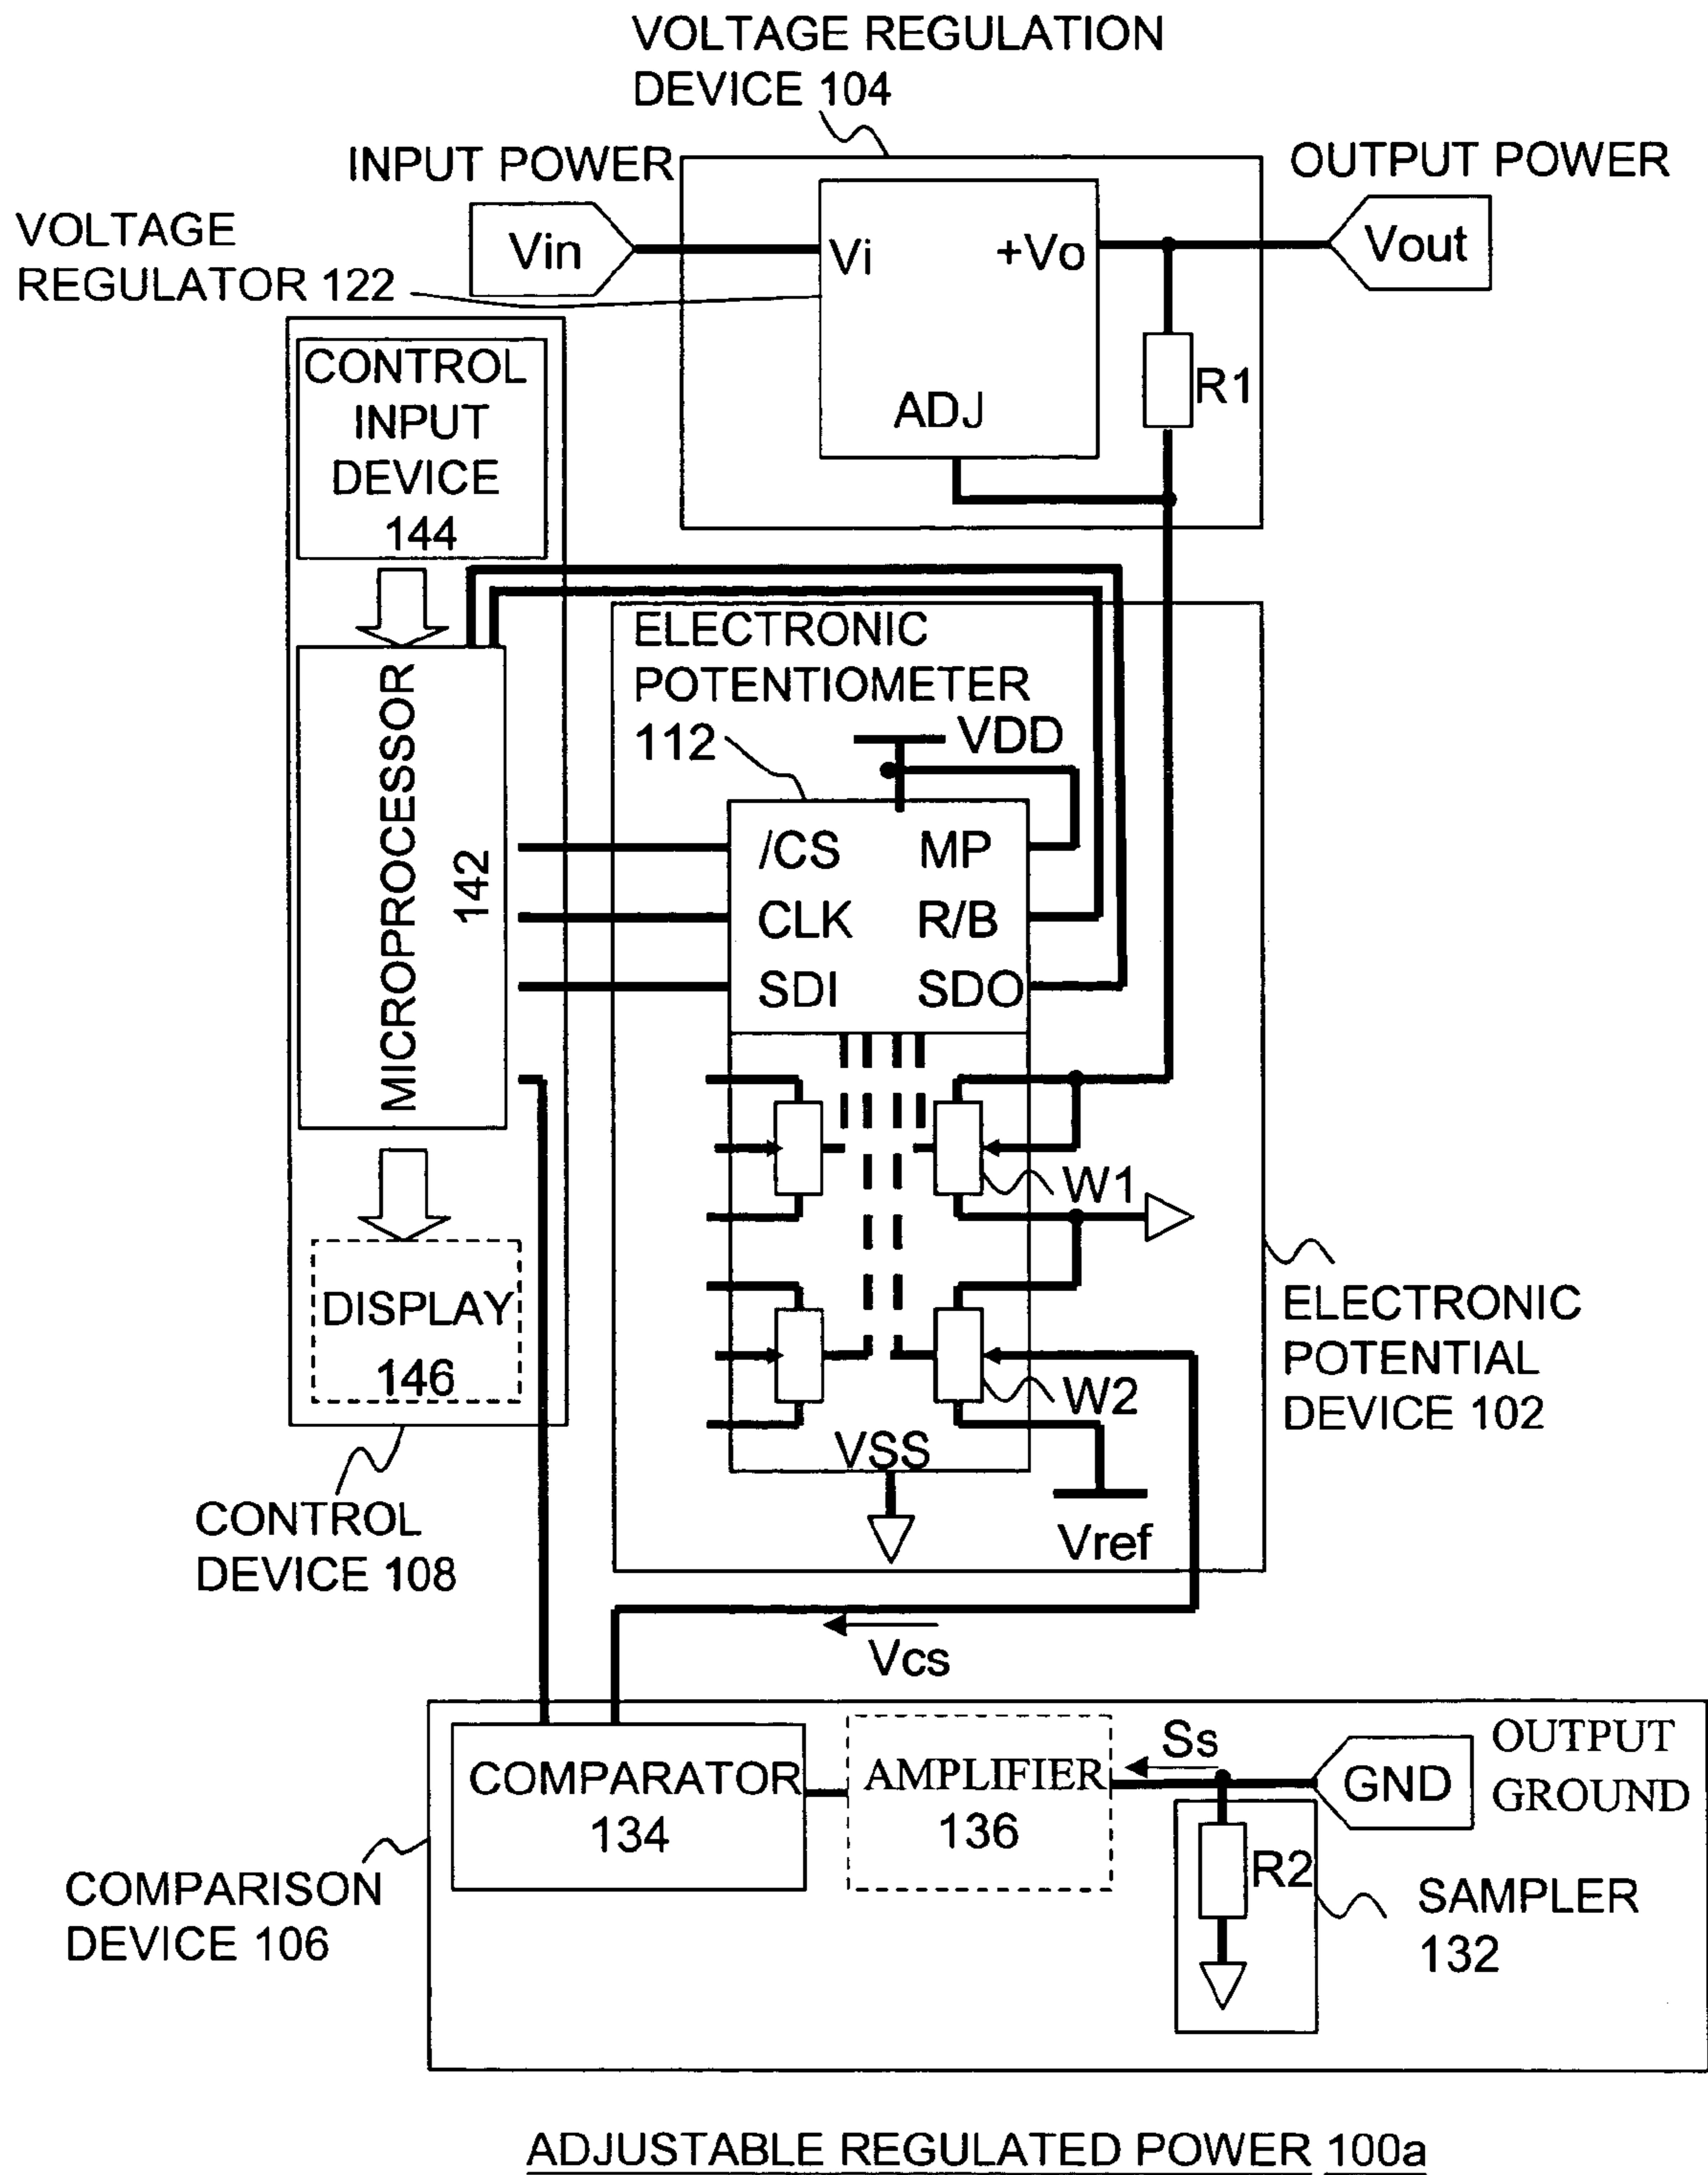 VOLTAGE REGULATION
DEVICE 104
INPUT POWER
OUTPUT POWER
VOLTAGE
REGULATOR 122
Vin
Vi
+Vo
Vout
ADJ
R1
CONTROL
INPUT
DEVICE
144
ELECTRONIC
POTENTIOMETER
112
VDD
MICROPROCESSOR
142
/CS
MP
CLK
R/B
SDI
SDO
W1
DISPLAY
146
W2
VSS
Vref
ELECTRONIC
POTENTIAL
DEVICE 102
CONTROL
DEVICE 108
Vcs
COMPARATOR
134
AMPLIFIER
136
Ss
GND
OUTPUT
GROUND
R2
COMPARISON
DEVICE 106
SAMPLER
132
ADJUSTABLE REGULATED POWER 100a